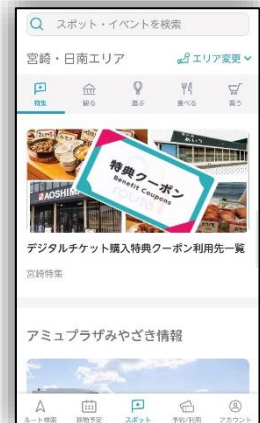 スポット・イベントを検索
宮崎・日南エリア
エリア変更
特集
観る
遊ぶ
食べる
買う
特典クーポン
Benefit Coupons
AOSHIM
デジタルチケット購入特典クーポン利用先一覧
宮崎特集
アミュプラザみやざき情報
ルート検索
移動予定
スポット
予約/利用
アカウント